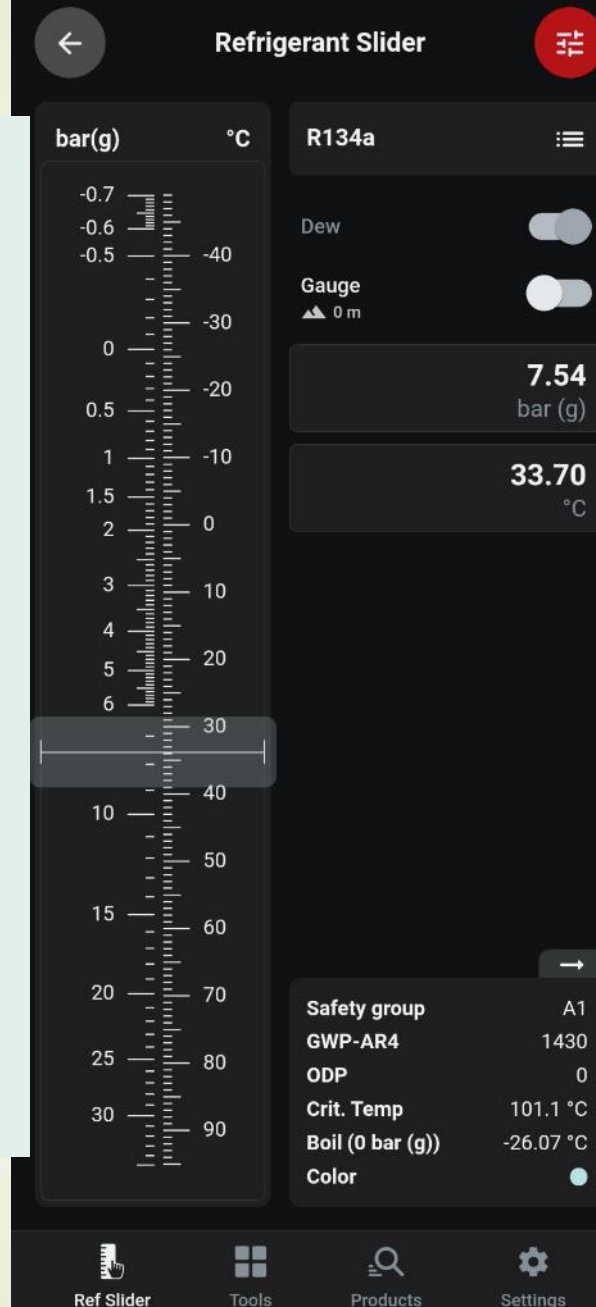 Refrigerant Slider
bar(g) °C
-0.7
-0.6
-0.5 -40
-30
0
-20
0.5
1 -10
1.5
2 0
3 10
4
5 20
6
30
40
10
50
15 60
20 70
25 80
30 90
R134a
Dew
Gauge
0 m
7.54
bar (g)
33.70
°C
Safety group A1
GWP-AR4 1430
ODP 0
Crit. Temp 101.1 °C
Boil (0 bar (g)) -26.07 °C
Color
Ref Slider Tools Products Settings